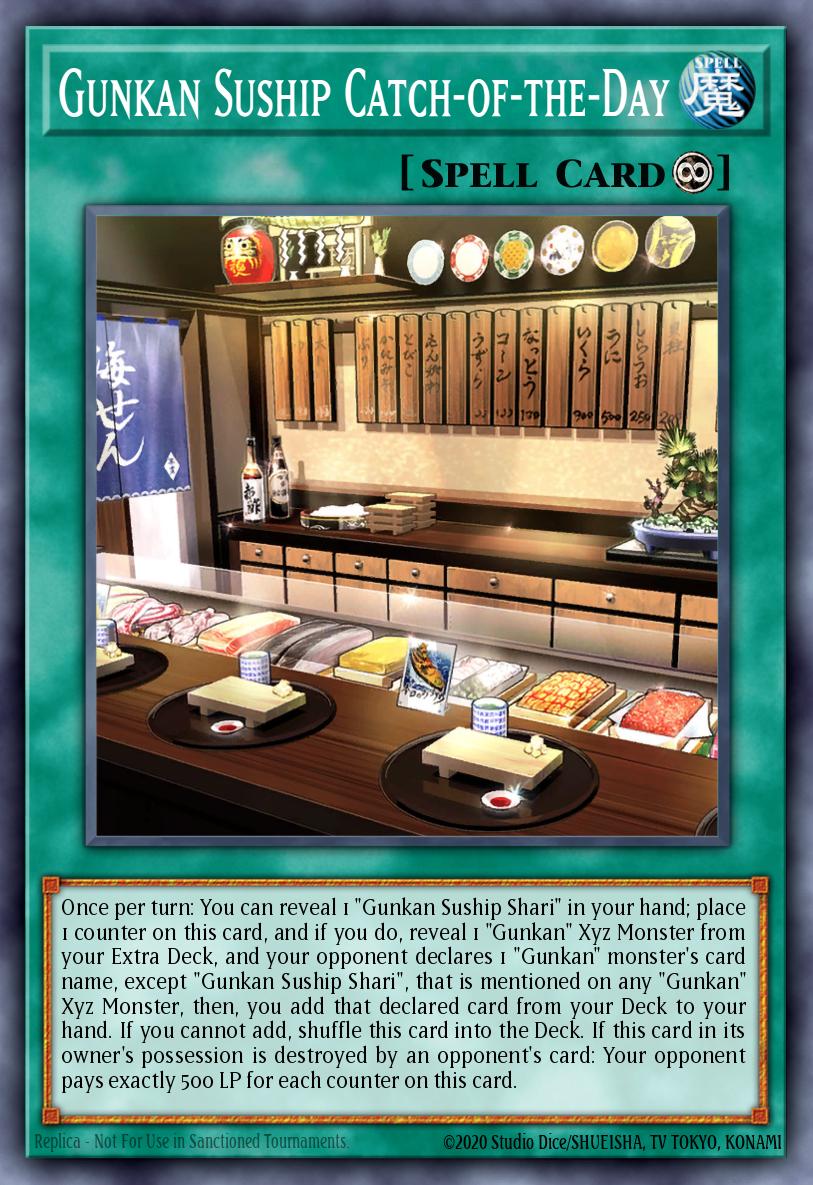 Gunkan Suship Catch-of-the-Day
SPELL
魔
[Spell Card]
海せん
うずら
コーン
なっとう
いくら
300
うに
500
しらうお
250
とびこ
かにみそ
Once per turn: You can reveal 1 "Gunkan Suship Shari" in your hand; place
1 counter on this card, and if you do, reveal 1 "Gunkan" Xyz Monster from
your Extra Deck, and your opponent declares 1 "Gunkan" monster's card
name, except "Gunkan Suship Shari", that is mentioned on any "Gunkan"
Xyz Monster, then, you add that declared card from your Deck to your
hand. If you cannot add, shuffle this card into the Deck. If this card in its
owner's possession is destroyed by an opponent's card: Your opponent
pays exactly 500 LP for each counter on this card.
Replica - Not For Use in Sanctioned Tournaments.
©2020 Studio Dice/SHUEISHA, TV TOKYO, KONAMI